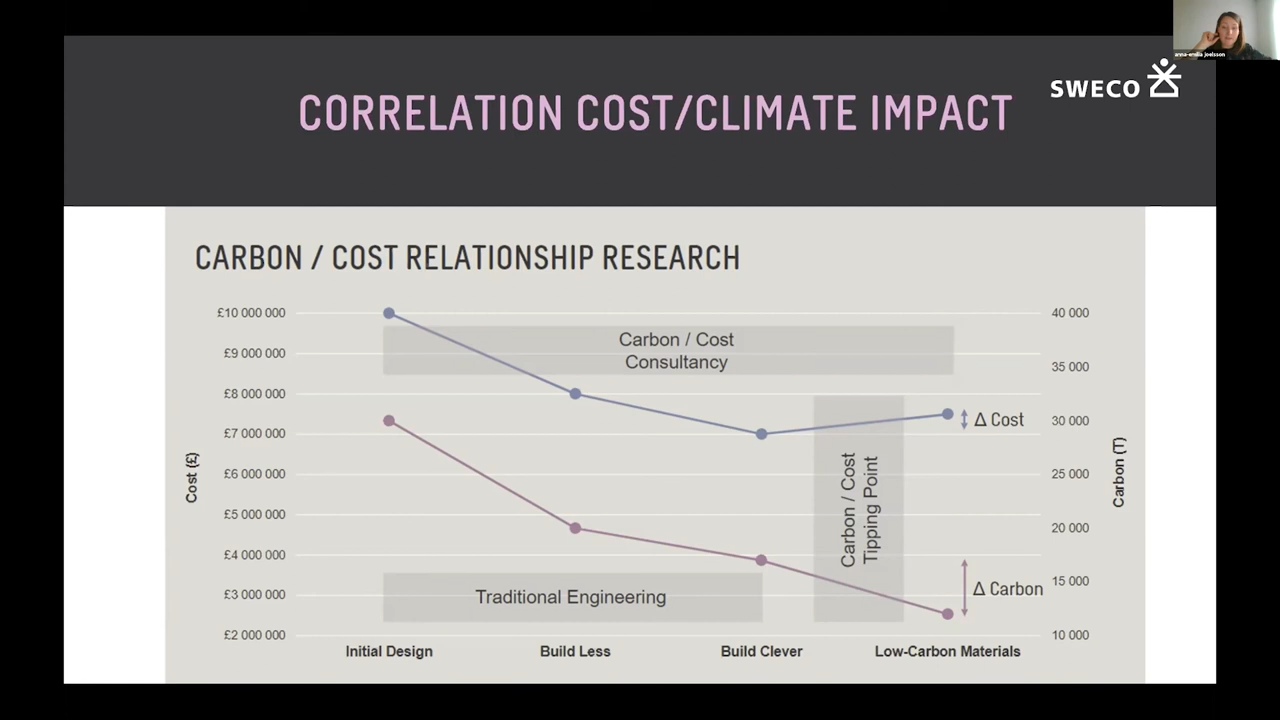 anna-emilia joelsson
SWECO
CORRELATION COST/CLIMATE IMPACT
CARBON / COST RELATIONSHIP RESEARCH
£10 000 000
£9 000 000
£8 000 000
£7 000 000
£6 000 000
£5 000 000
£4 000 000
£3 000 000
£2 000 000
Cost (£)
Carbon / Cost
Consultancy
Traditional Engineering
Carbon / Cost
Tipping Point
Δ Cost
Δ Carbon
40 000
35 000
30 000
25 000
20 000
15 000
10 000
Carbon (T)
Initial Design
Build Less
Build Clever
Low-Carbon Materials